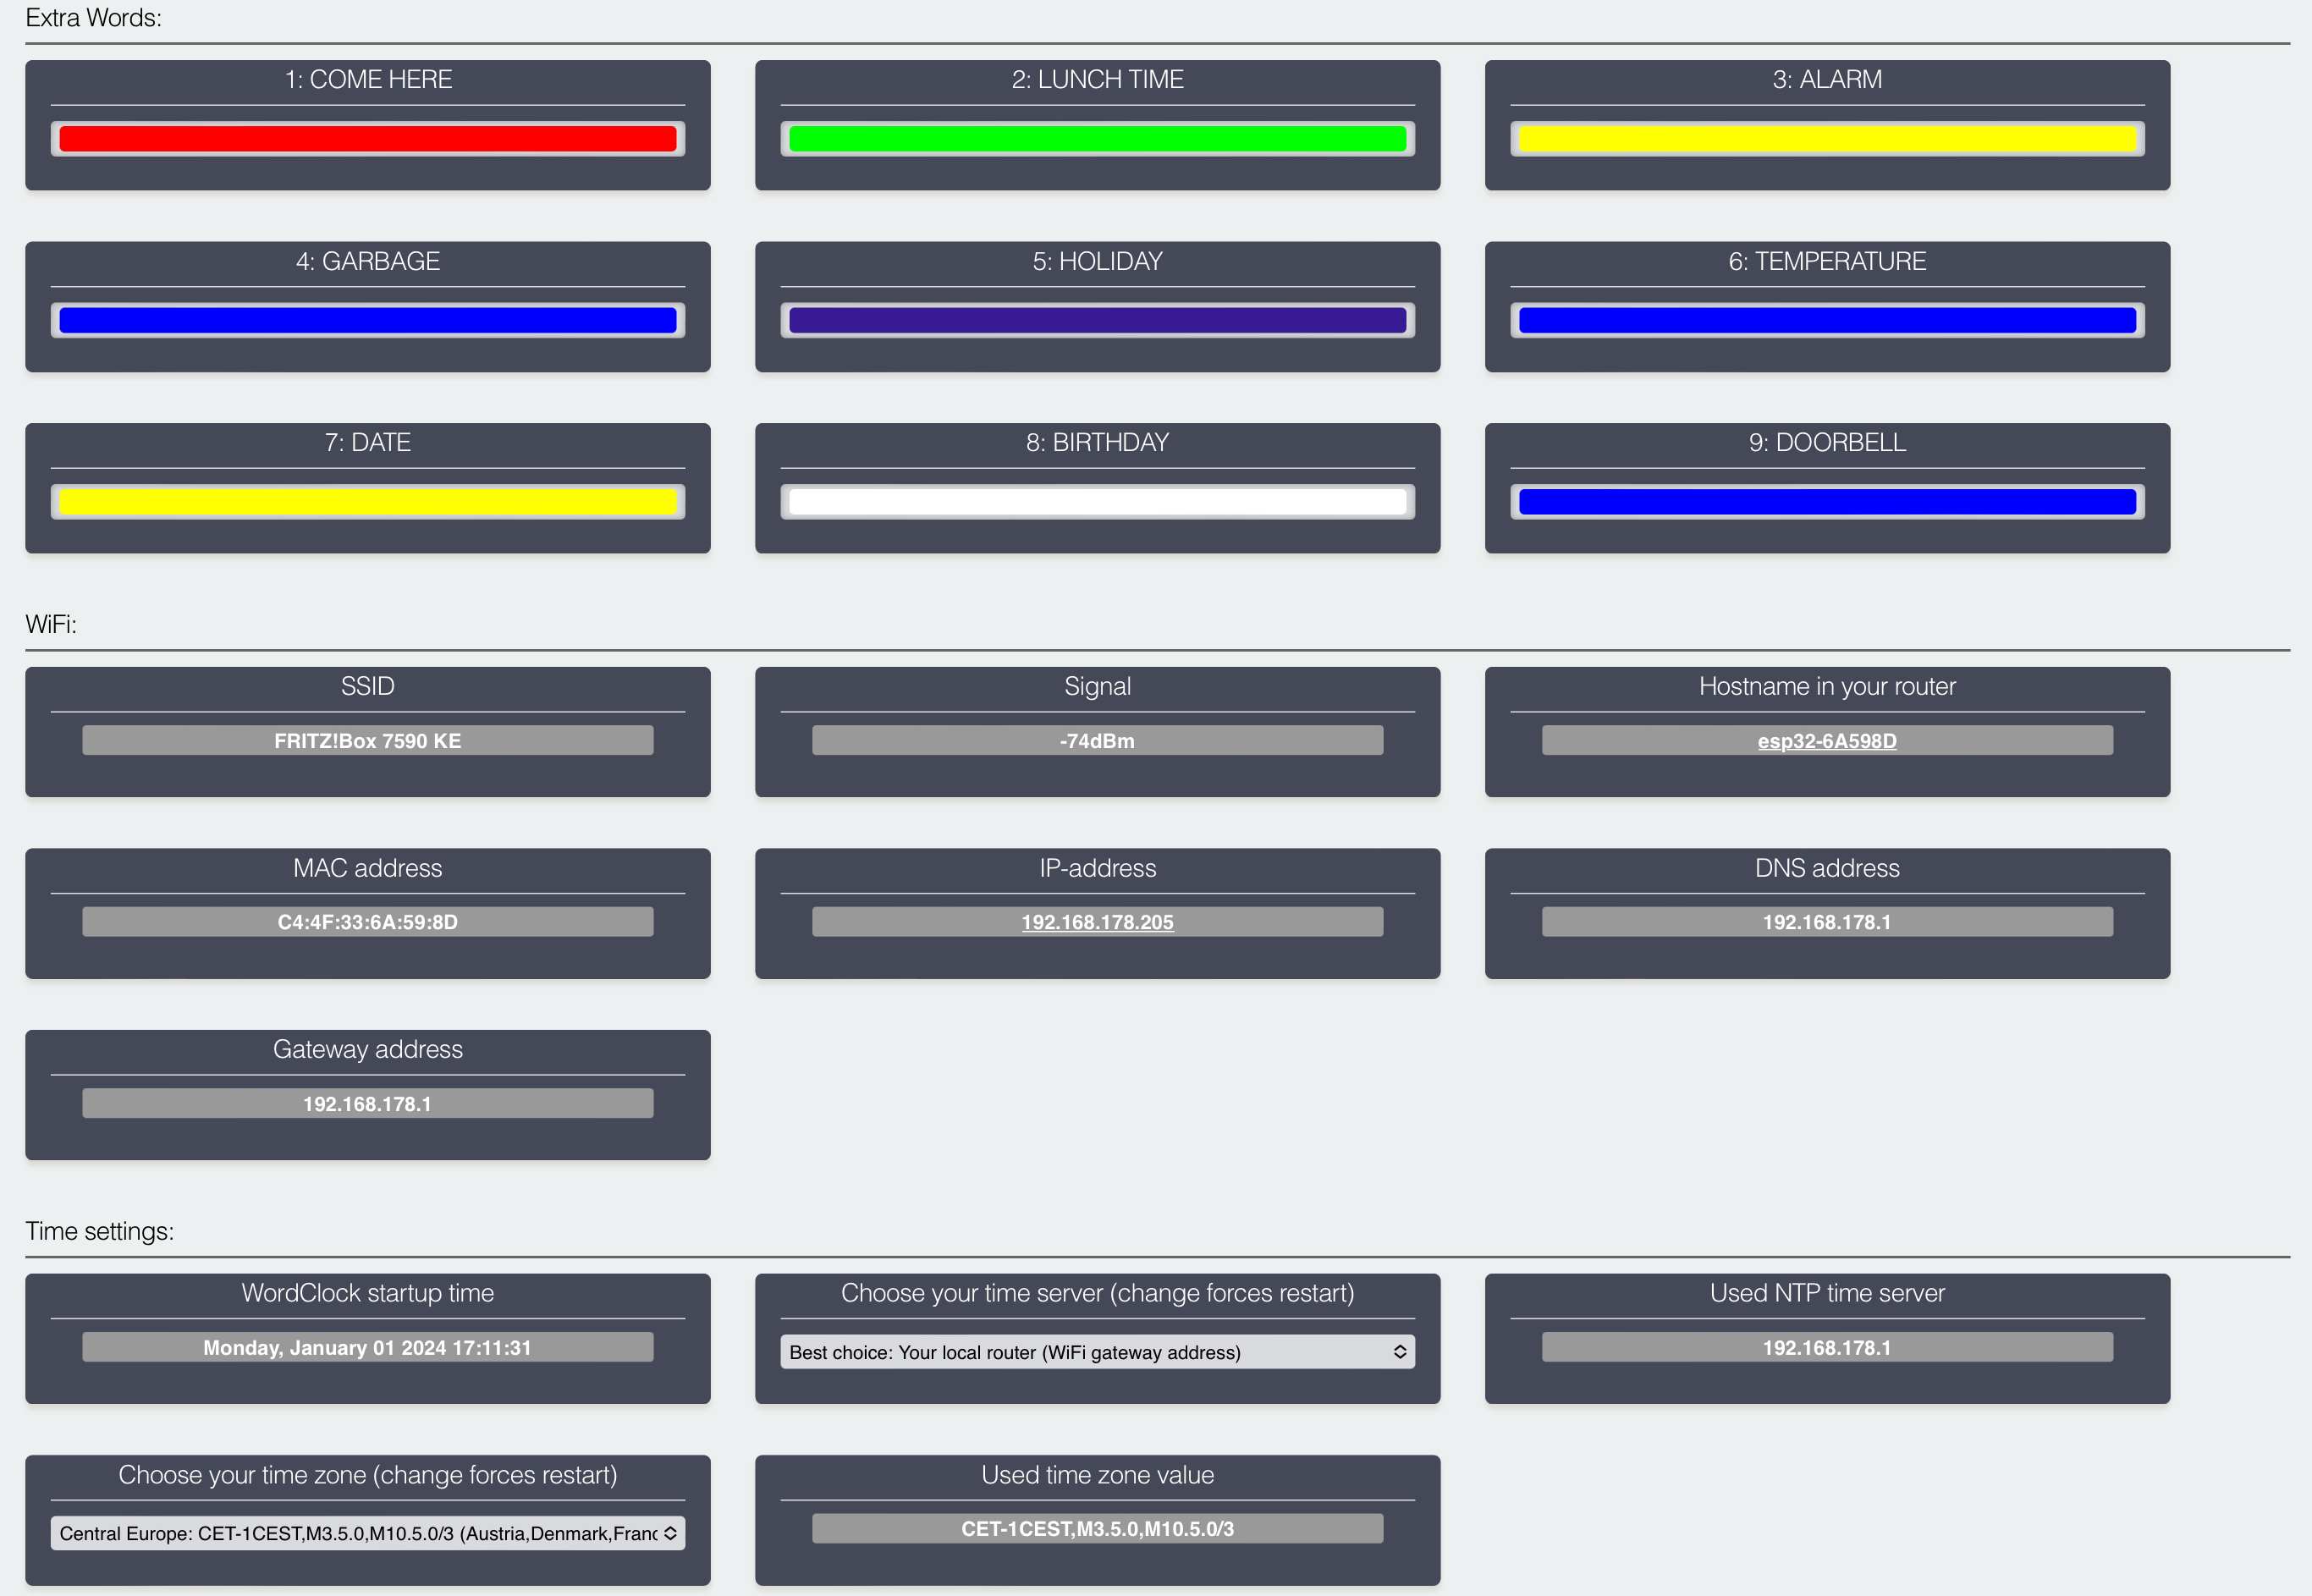 Extra Words:
1: COME HERE
2: LUNCH TIME
3: ALARM
4: GARBAGE
5: HOLIDAY
6: TEMPERATURE
7: DATE
8: BIRTHDAY
9: DOORBELL
WiFi:
SSID
FRITZ!Box 7590 KE
Signal
-74dBm
Hostname in your router
esp32-6A598D
MAC address
C4:4F:33:6A:59:8D
IP-address
192.168.178.205
DNS address
192.168.178.1
Gateway address
192.168.178.1
Time settings:
WordClock startup time
Monday, January 01 2024 17:11:31
Choose your time server (change forces restart)
Best choice: Your local router (WiFi gateway address)
Used NTP time server
192.168.178.1
Choose your time zone (change forces restart)
Central Europe: CET-1CEST,M3.5.0,M10.5.0/3 (Austria,Denmark,Franc
Used time zone value
CET-1CEST,M3.5.0,M10.5.0/3